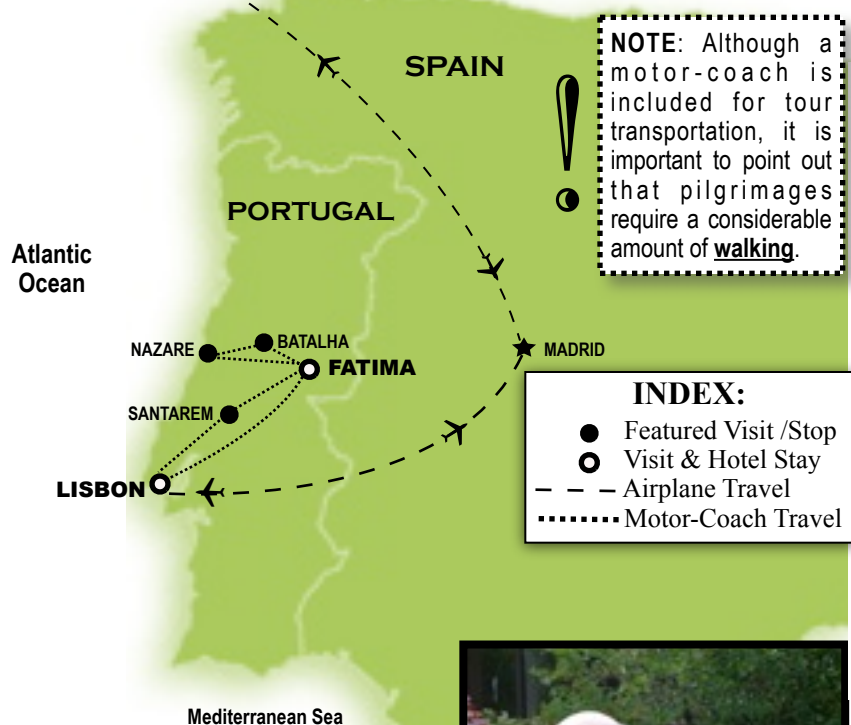 SPAIN
NOTE: Although a
motor-coach is
included for tour
transportation, it is
important to point out
that pilgrimages
require a considerable
amount of walking.
PORTUGAL
Atlantic
Ocean
NAZARE
BATALHA
FATIMA
MADRID
SANTAREM
LISBON
INDEX:
Featured Visit /Stop
Visit & Hotel Stay
Airplane Travel
Motor-Coach Travel
Mediterranean Sea